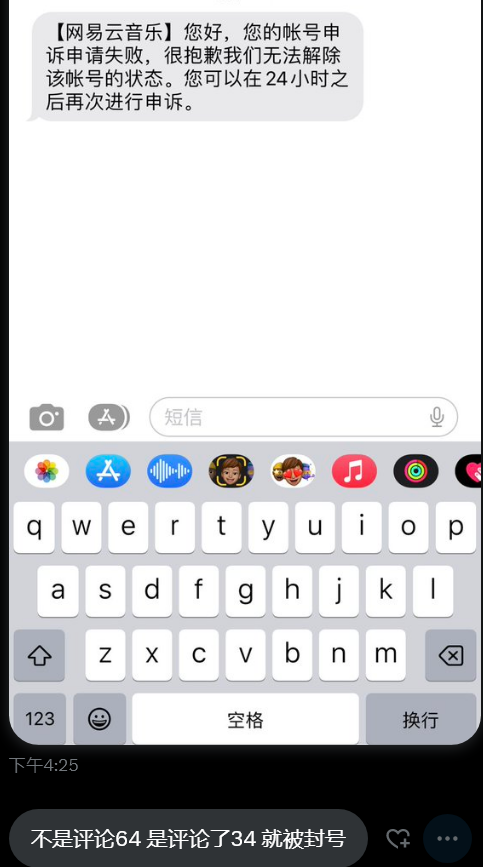 【网易云音乐】您好，您的帐号申
诉申请失败，很抱歉我们无法解除
该帐号的状态。您可以在24小时之
后再次进行申诉。
短信
q w e r t y u i o p
a s d f g h j k l
z x c v b n m
123 空格 换行
下午4:25
不是评论64 是评论了34 就被封号